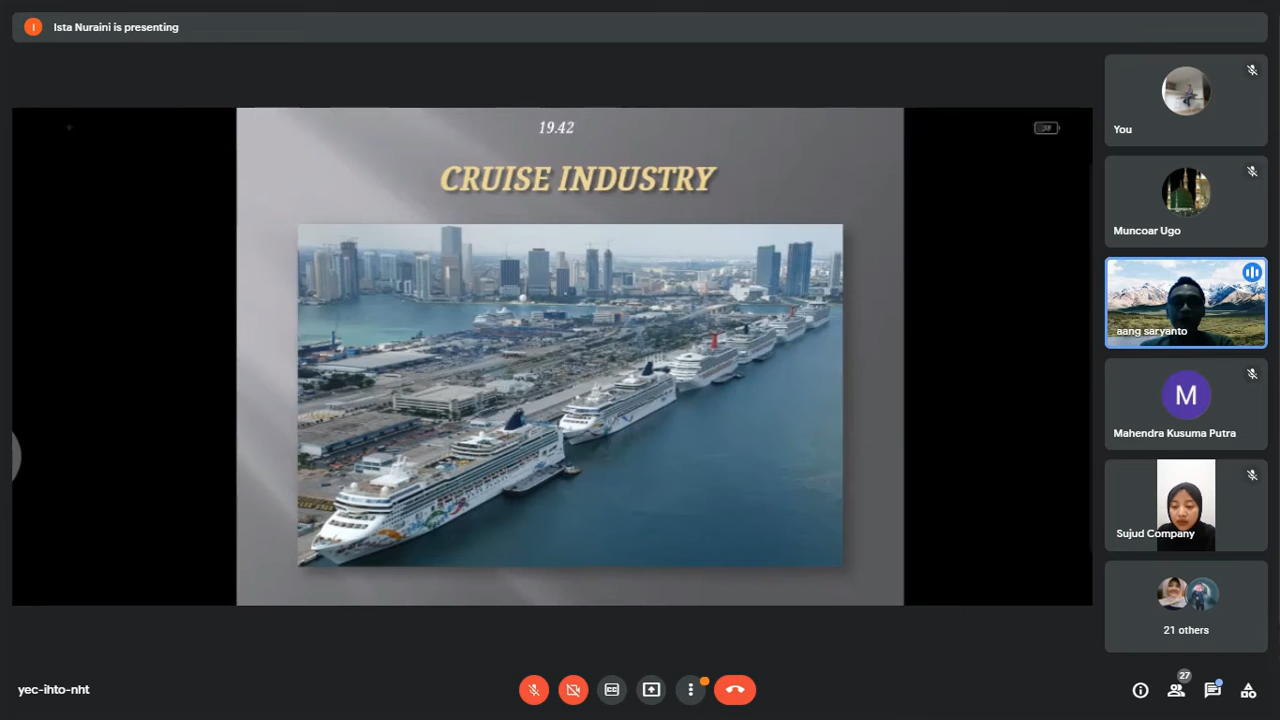 Ista Nuraini is presenting
19.42
CRUISE INDUSTRY
You
Muncoar Ugo
aang saryanto
M
Mahendra Kusuma Putra
Sujud Company
21 others
yec-ihto-nht
27